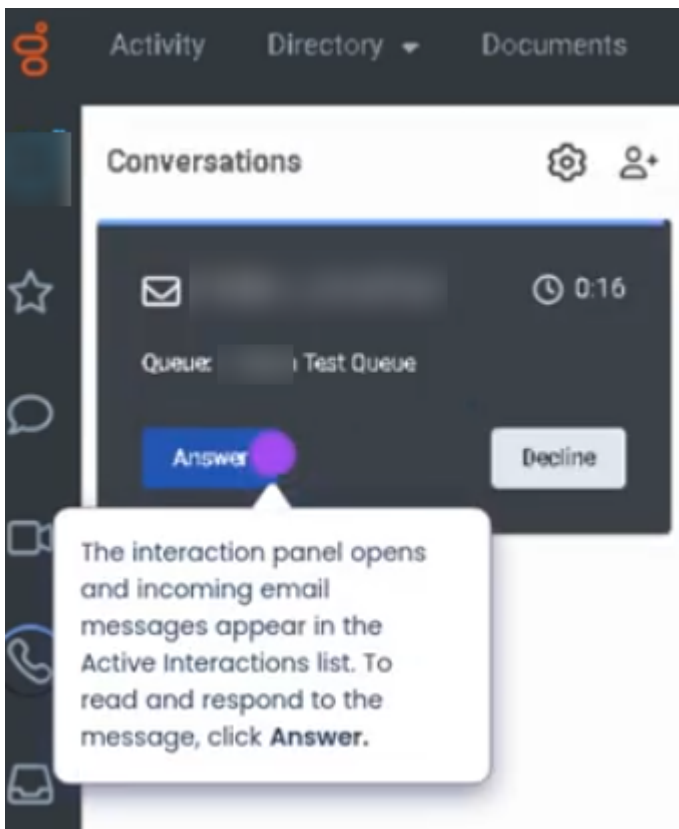 Activity Directory Documents
Conversations
0:16
Queue: Test Queue
Answer Decline
The interaction panel opens
and incoming email
messages appear in the
Active Interactions list. To
read and respond to the
message, click Answer.